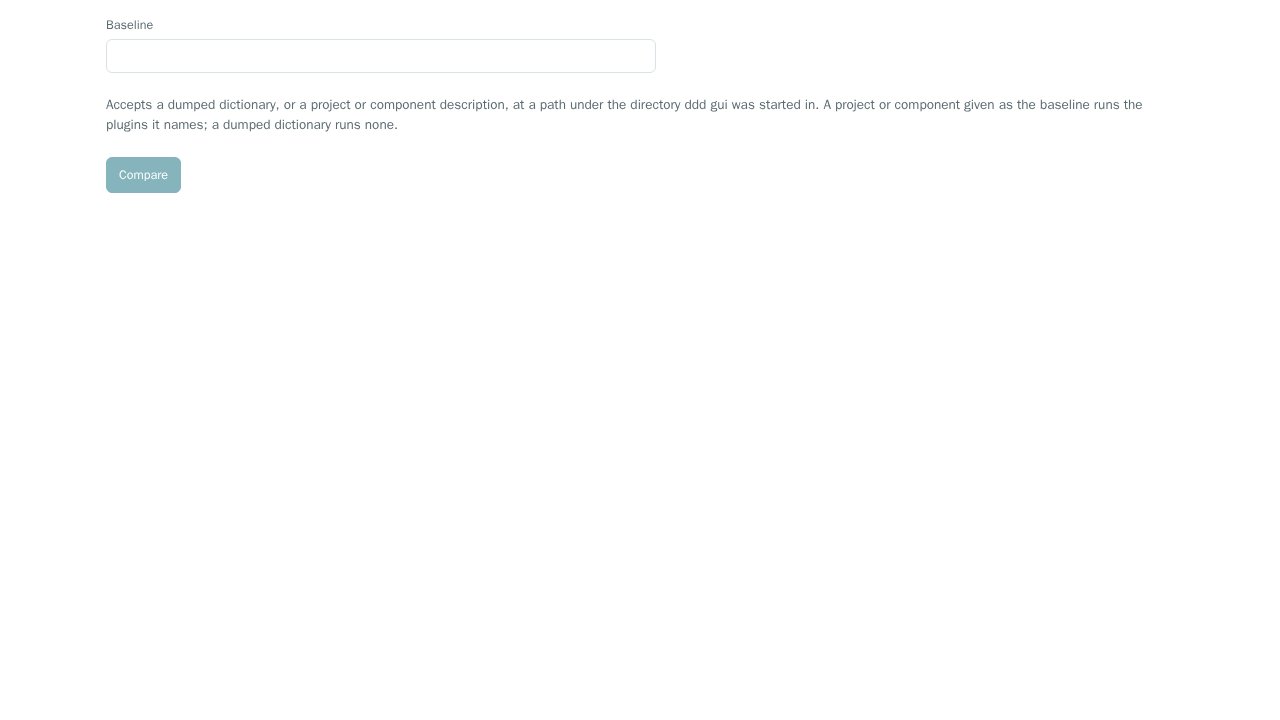 Baseline
Accepts a dumped dictionary, or a project or component description, at a path under the directory ddd gui was started in. A project or component given as the baseline runs the
plugins it names; a dumped dictionary runs none.
Compare